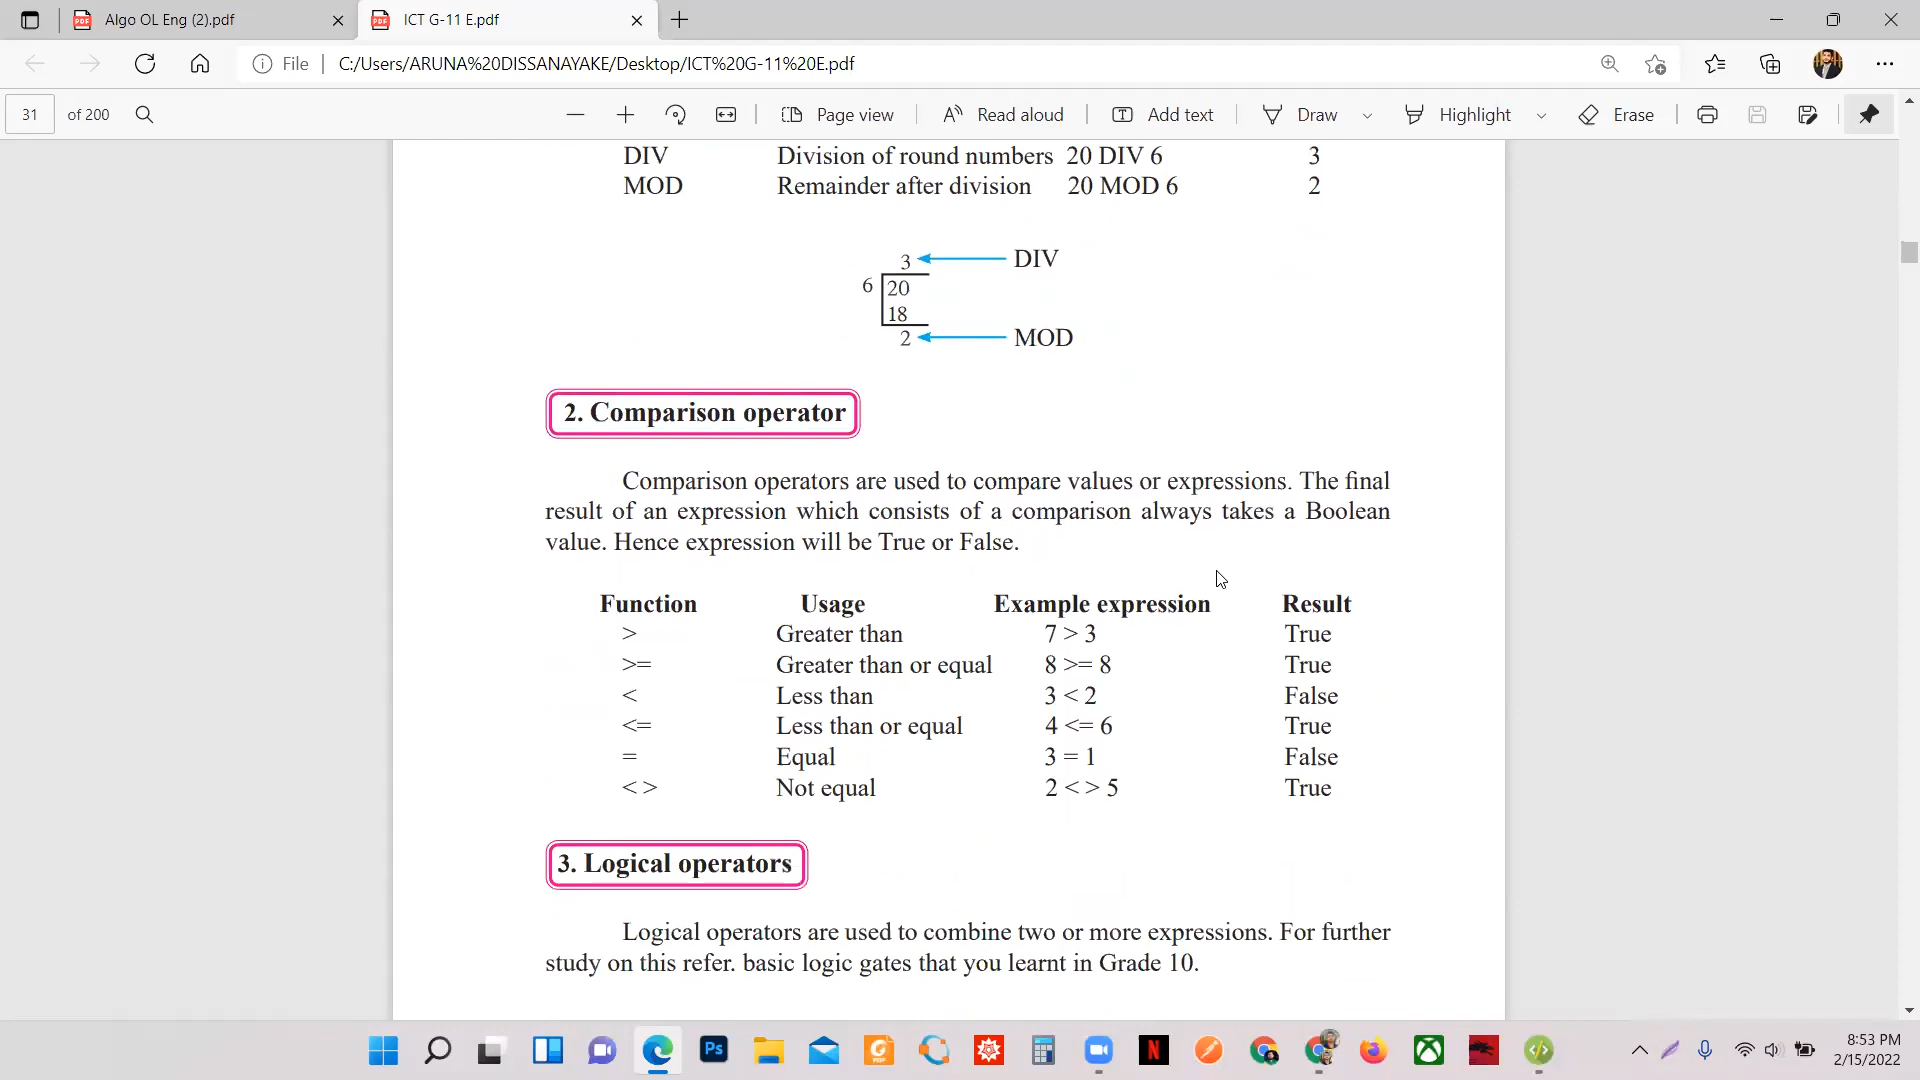 Algo OL Eng (2).pdf
ICT G-11 E.pdf
File
C:/Users/ARUNA%20DISSANAYAKE/Desktop/ICT%20G-11%20E.pdf
31 of 200
Page view
Read aloud
Add text
Draw
Highlight
Erase
DIV Division of round numbers 20 DIV 6 3
MOD Remainder after division 20 MOD 6 2
3 DIV
6 20
18
2 MOD
2. Comparison operator
Comparison operators are used to compare values or expressions. The final
result of an expression which consists of a comparison always takes a Boolean
value. Hence expression will be True or False.
Function Usage Example expression Result
> Greater than 7 > 3 True
>= Greater than or equal 8 >= 8 True
< Less than 3 < 2 False
<= Less than or equal 4 <= 6 True
= Equal 3 = 1 False
< > Not equal 2 < > 5 True
3. Logical operators
Logical operators are used to combine two or more expressions. For further
study on this refer. basic logic gates that you learnt in Grade 10.
Ps
N
8:53 PM
2/15/2022